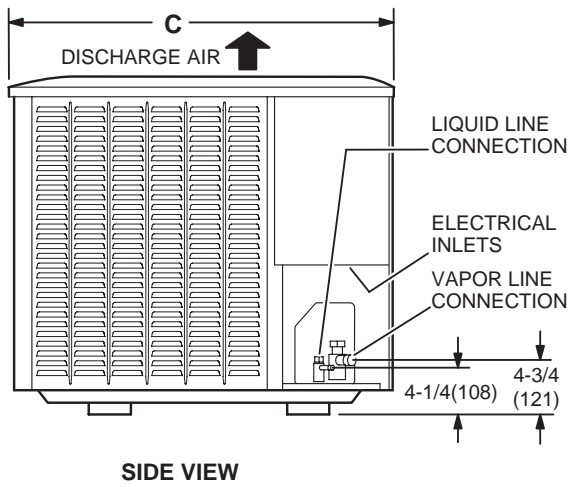 C
DISCHARGE AIR
LIQUID LINE
CONNECTION
ELECTRICAL
INLETS
VAPOR LINE
CONNECTION
4-1/4(108)
4-3/4
(121)
SIDE VIEW